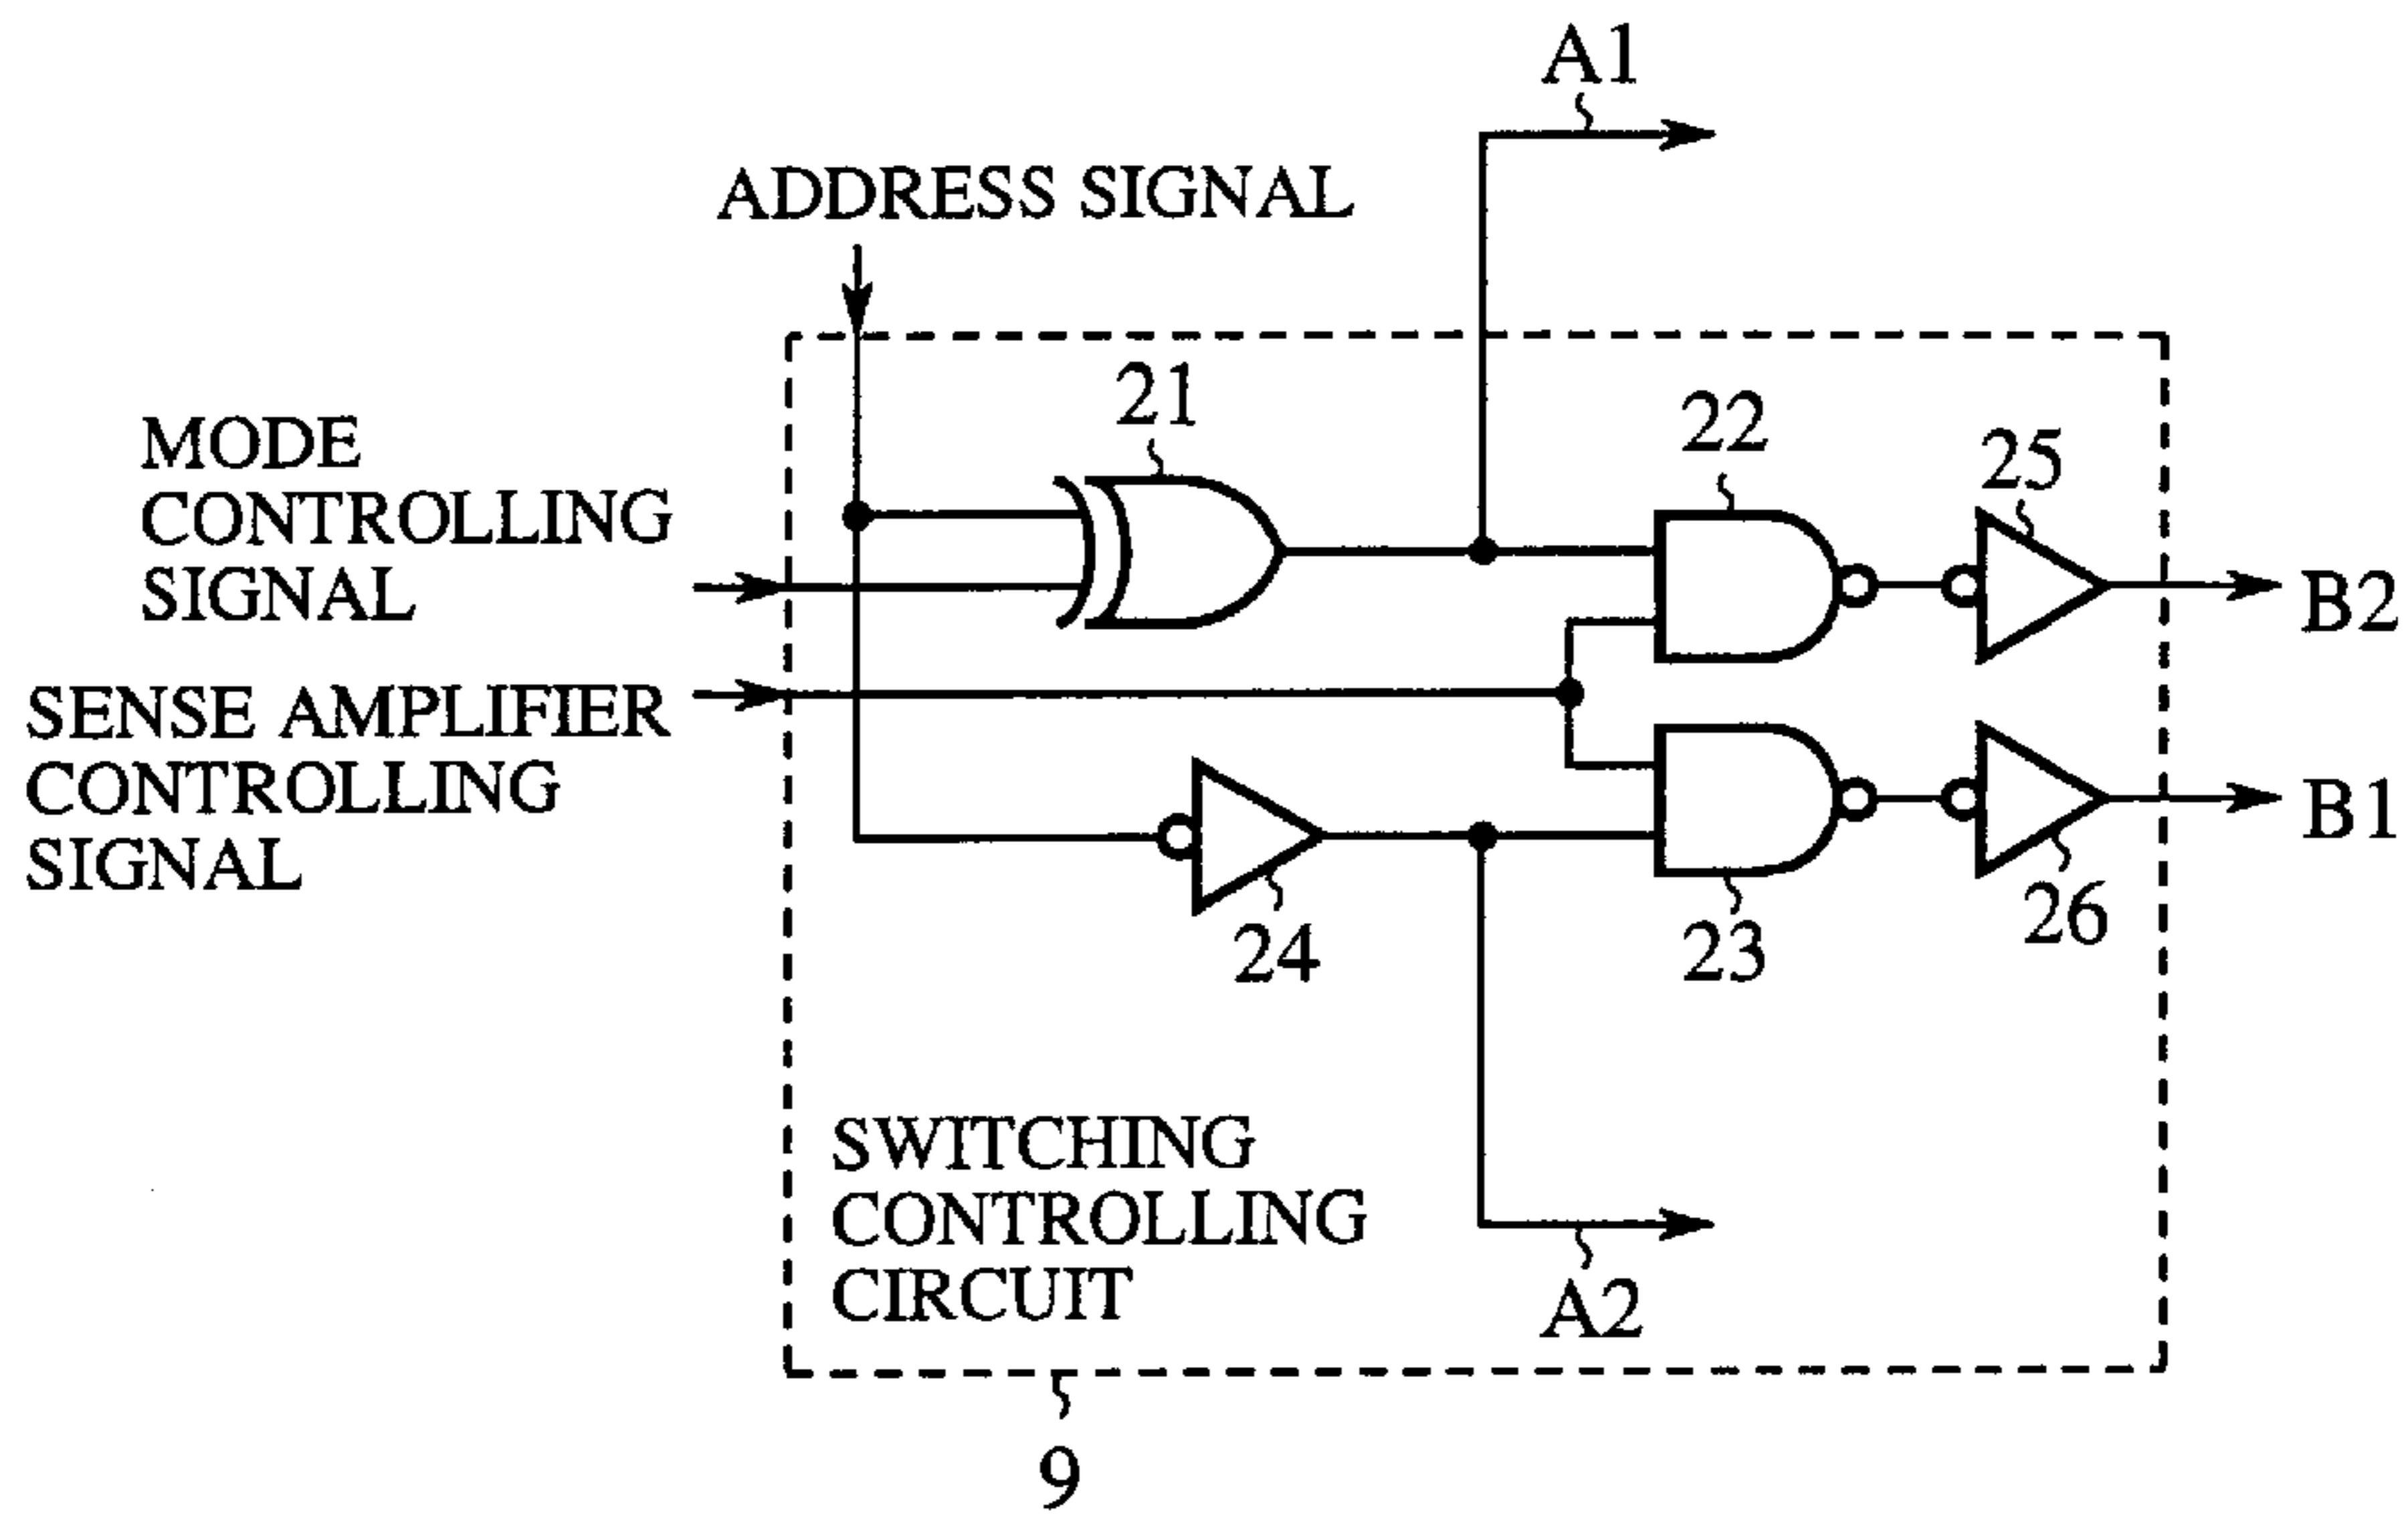 A1
ADDRESS SIGNAL
21
22
25
MODE
CONTROLLING
SIGNAL
B2
SENSE AMPLIFIER
CONTROLLING
SIGNAL
B1
24
23
26
SWITCHING
CONTROLLING
CIRCUIT
A2
9